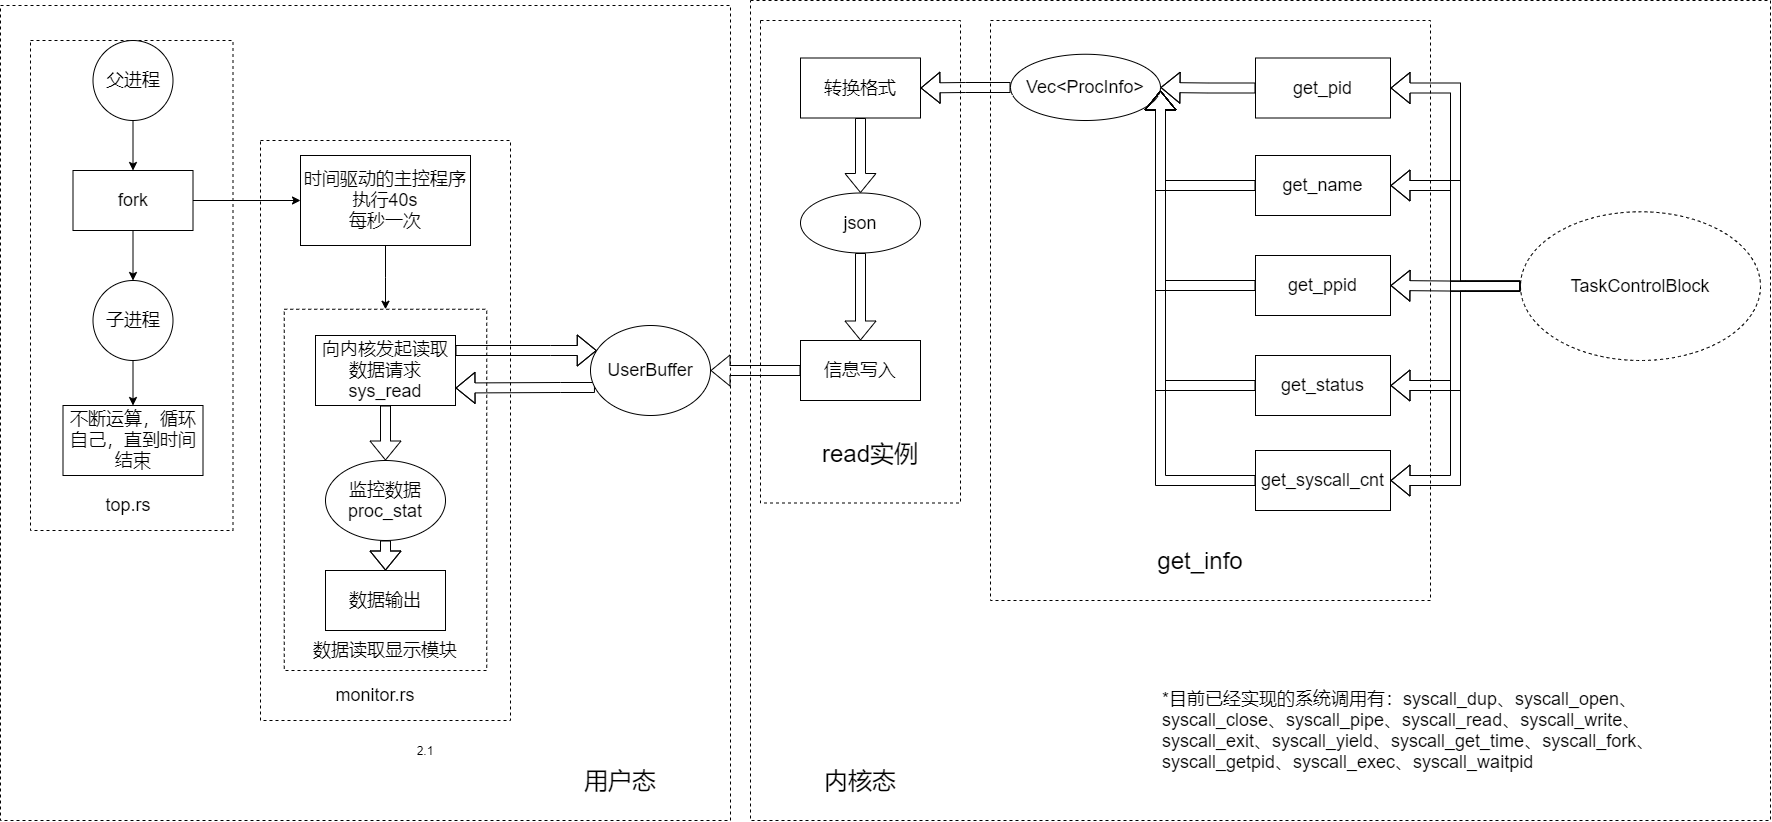 父进程
fork
子进程
不断运算，循环
自己，直到时间
结束
top.rs
时间驱动的主控程序
执行40s
每秒一次
向内核发起读取
数据请求
sys_read
监控数据
proc_stat
数据输出
数据读取显示模块
monitor.rs
2.1
用户态
UserBuffer
转换格式
json
信息写入
read实例
内核态
Vec<ProcInfo>
get_pid
get_name
get_ppid
get_status
get_syscall_cnt
get_info
TaskControlBlock
*目前已经实现的系统调用有：syscall_dup、syscall_open、
syscall_close、syscall_pipe、syscall_read、syscall_write、
syscall_exit、syscall_yield、syscall_get_time、syscall_fork、
syscall_getpid、syscall_exec、syscall_waitpid